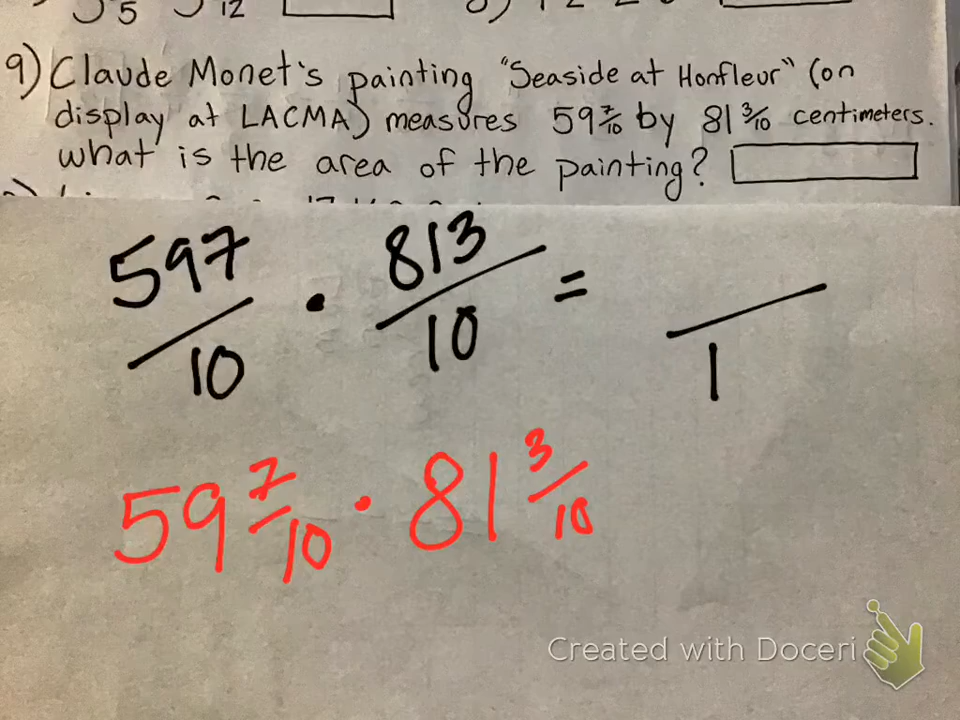 5 12
9) Claude Monet's painting "Seaside at Honfleur" (on
display at LACMA) measures 59 7/10 by 81 3/10 centimeters.
What is the area of the painting?
597/10 · 813/10 = /1
59 7/10 · 81 3/10
Created with Doceri